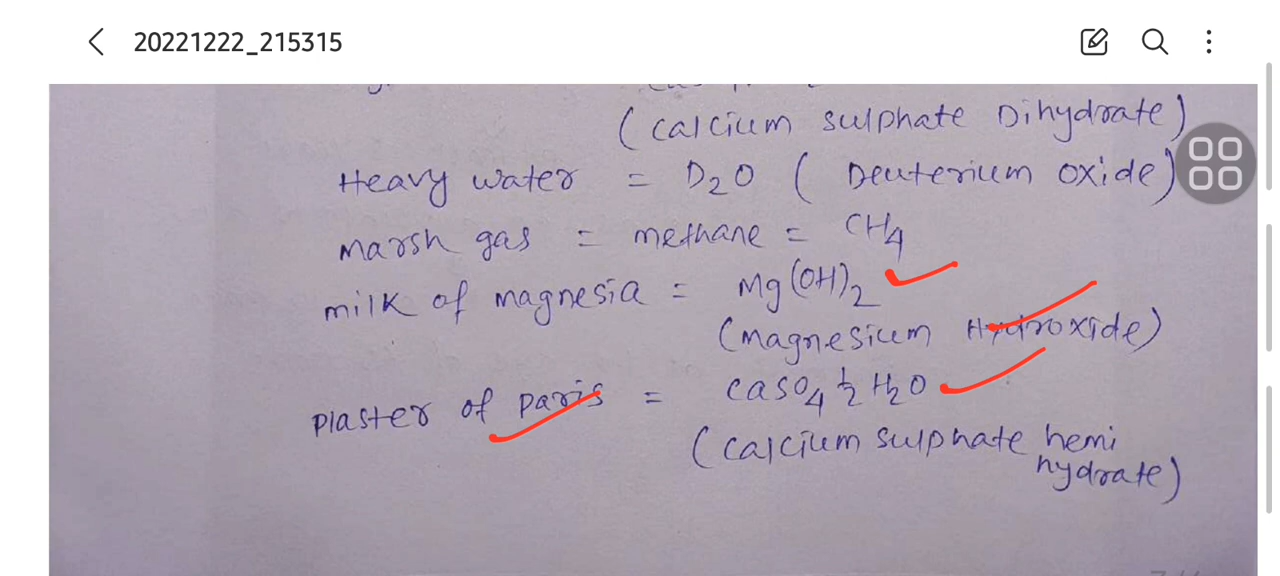 20221222_215315
(calcium sulphate Dihydrate)
Heavy water = D2O (Deuterium oxide)
marsh gas = methane = CH4
milk of magnesia = Mg(OH)2
(magnesium Hydroxide)
Plaster of paris = CaSO4 ½ H2O
(calcium sulphate hemi
hydrate)